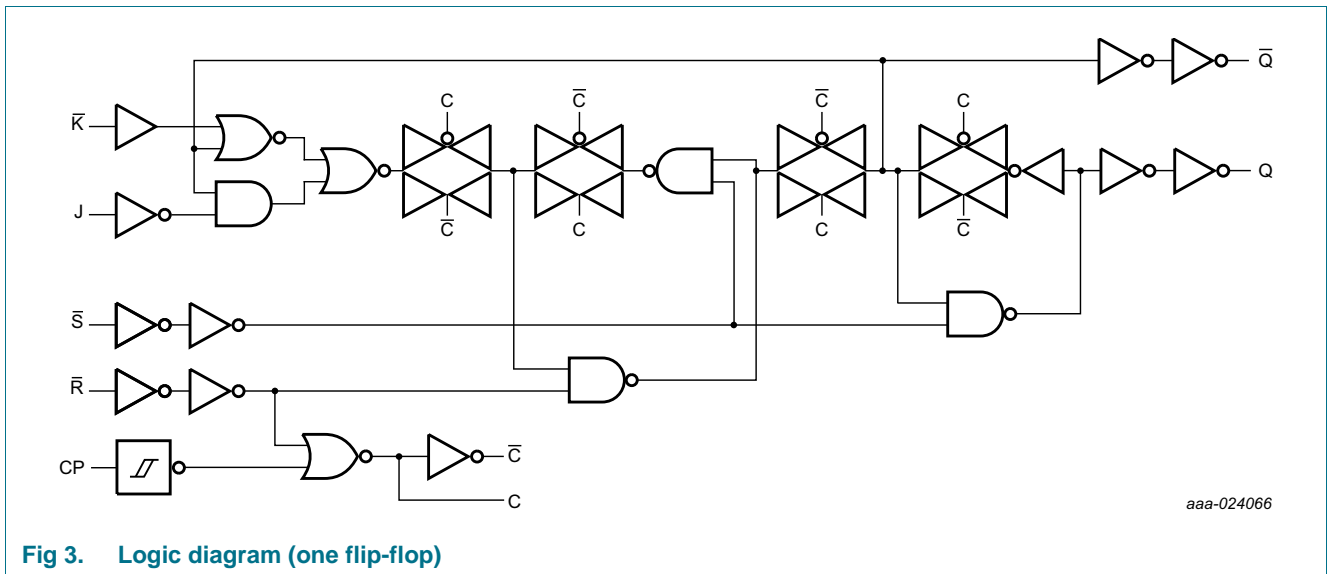 Q̅
K̅
C
C̅
C̅
C
Q
J
C̅
C
C
C̅
S̅
R̅
CP
C̅
C
aaa-024066
Fig 3. Logic diagram (one flip-flop)